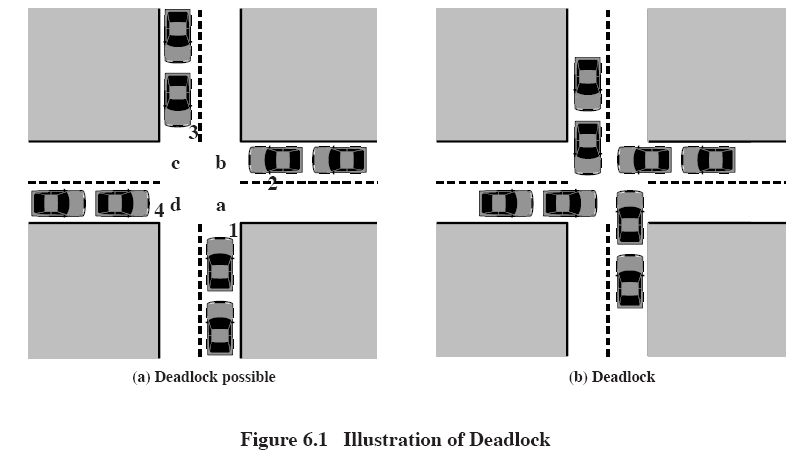 3
c b
2
4 d a
1
(a) Deadlock possible
(b) Deadlock
Figure 6.1 Illustration of Deadlock